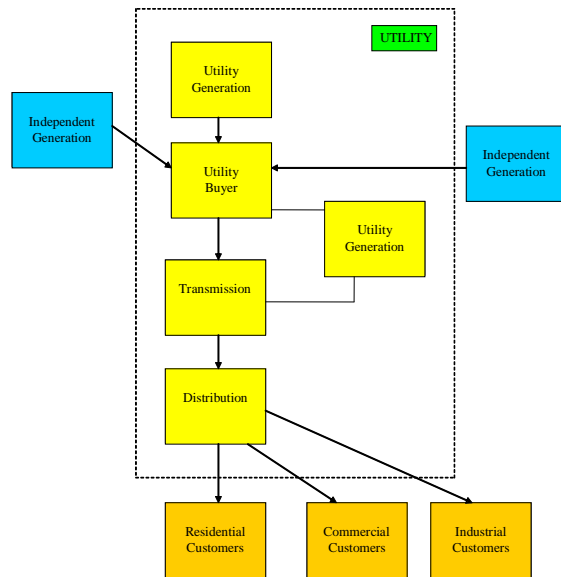 UTILITY
Utility
Generation
Independent
Generation
Utility
Buyer
Independent
Generation
Utility
Generation
Transmission
Distribution
Residential
Customers
Commercial
Customers
Industrial
Customers